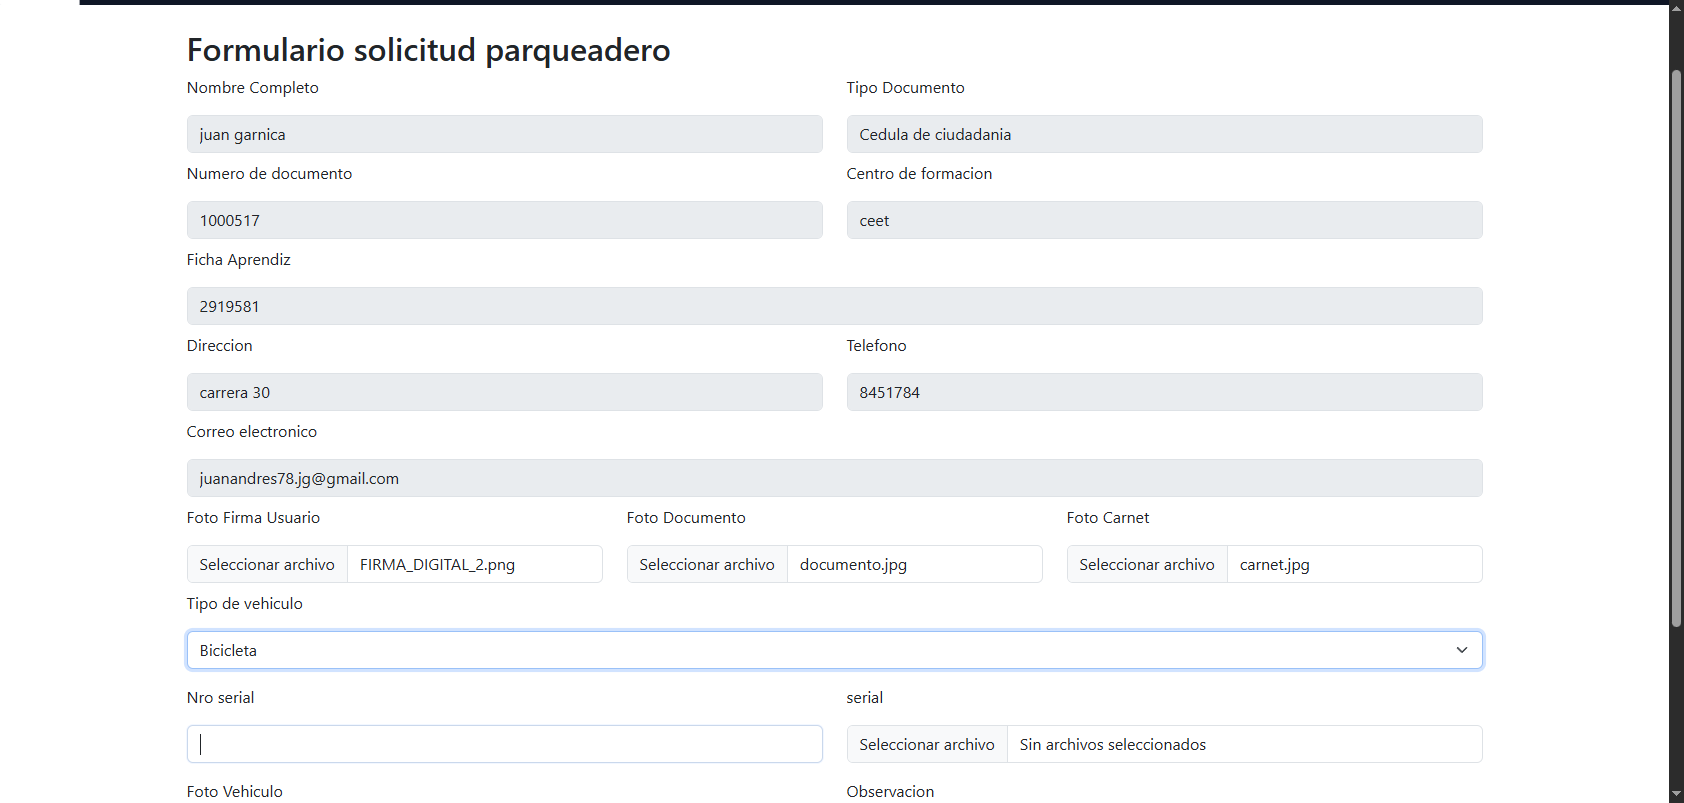 Formulario solicitud parqueadero
Nombre Completo
Tipo Documento
juan garnica
Cedula de ciudadania
Numero de documento
Centro de formacion
1000517
ceet
Ficha Aprendiz
2919581
Direccion
Telefono
carrera 30
8451784
Correo electronico
juanandres78.jg@gmail.com
Foto Firma Usuario
Foto Documento
Foto Carnet
Seleccionar archivo FIRMA_DIGITAL_2.png
Seleccionar archivo documento.jpg
Seleccionar archivo carnet.jpg
Tipo de vehiculo
Bicicleta
Nro serial
serial
Seleccionar archivo Sin archivos seleccionados
Foto Vehiculo
Observacion